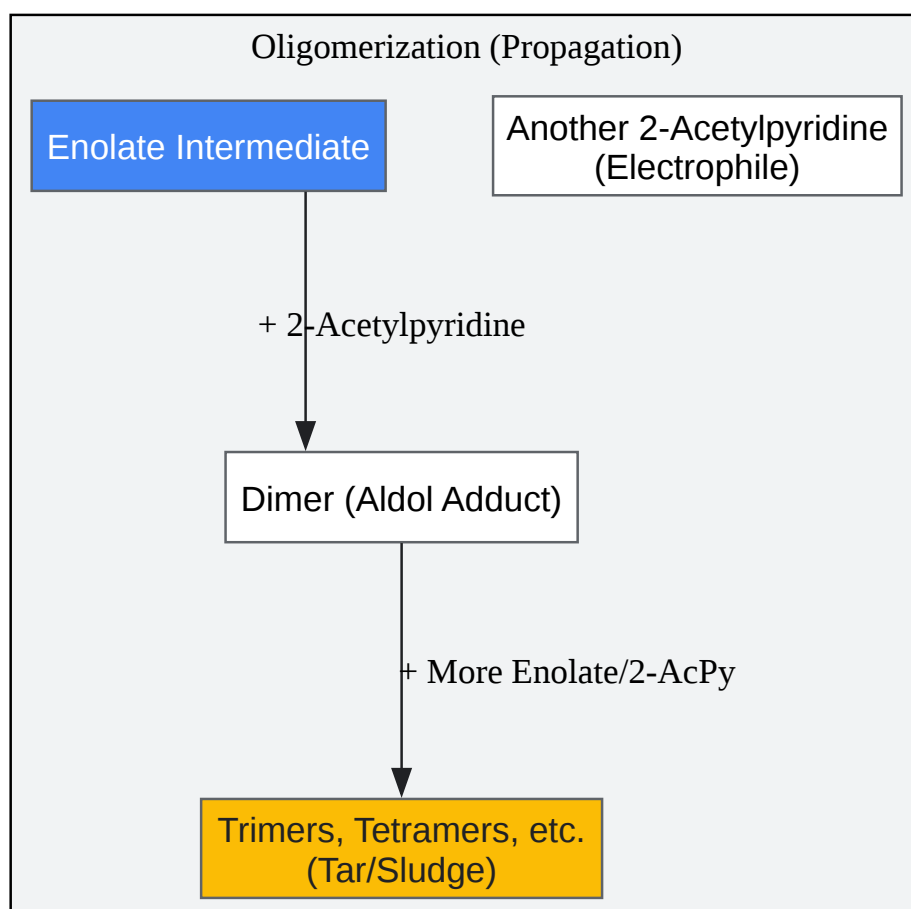 Oligomerization (Propagation)
Enolate Intermediate
Another 2-Acetylpyridine
(Electrophile)
+ 2-Acetylpyridine
Dimer (Aldol Adduct)
+ More Enolate/2-AcPy
Trimers, Tetramers, etc.
(Tar/Sludge)